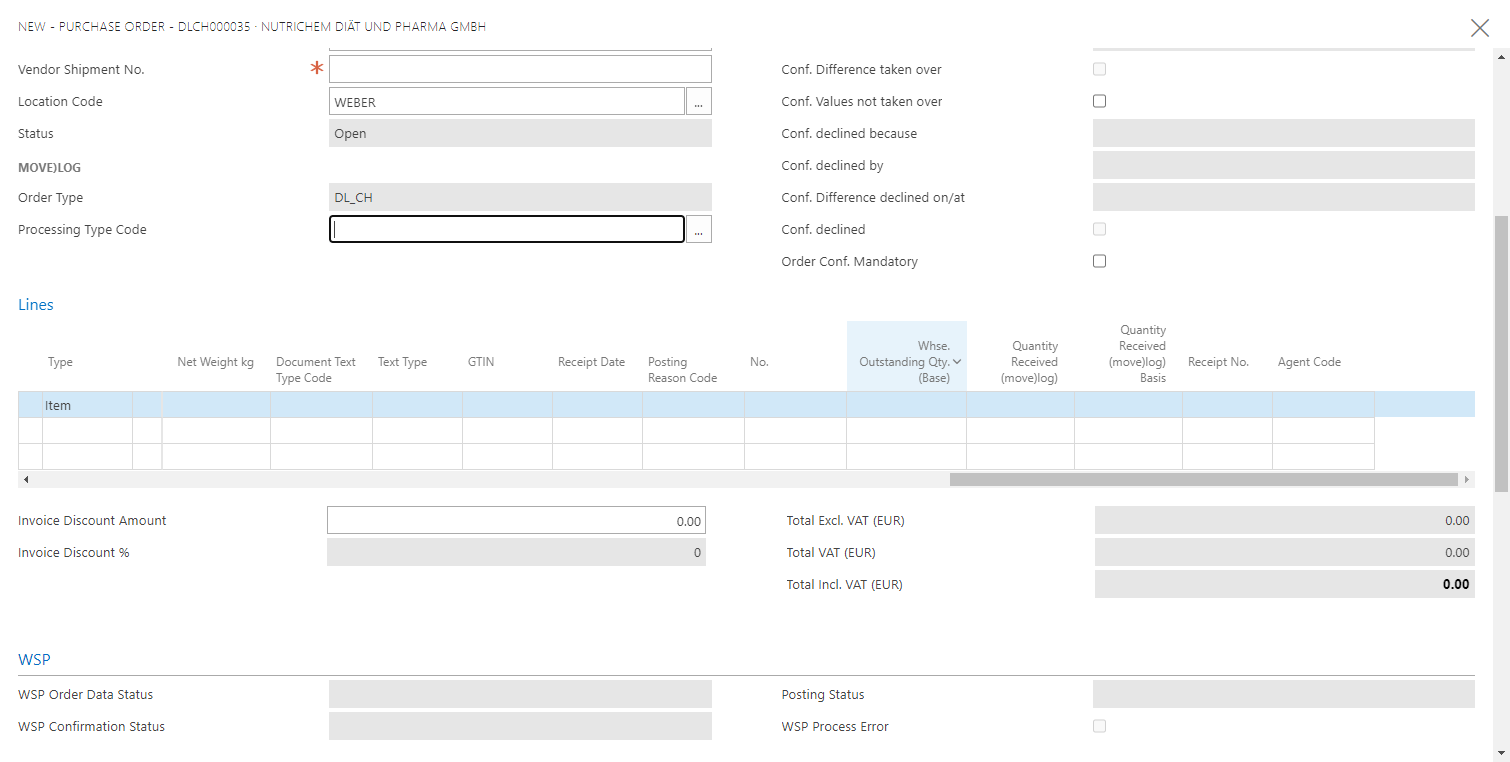 NEW - PURCHASE ORDER - DLCH000035 · NUTRICHEM DIÄT UND PHARMA GMBH
Vendor Shipment No. *
Location Code WEBER ...
Status Open
MOVE)LOG
Order Type DL_CH
Processing Type Code ...
Conf. Difference taken over
Conf. Values not taken over
Conf. declined because
Conf. declined by
Conf. Difference declined on/at
Conf. declined
Order Conf. Mandatory
Lines
Type
Net Weight kg
Document Text
Type Code
Text Type
GTIN
Receipt Date
Posting
Reason Code
No.
Whse.
Outstanding Qty.
(Base)
Quantity
Received
(move)log)
Quantity
Received
(move)log)
Basis
Receipt No.
Agent Code
Item
Invoice Discount Amount 0.00
Invoice Discount % 0
Total Excl. VAT (EUR) 0.00
Total VAT (EUR) 0.00
Total Incl. VAT (EUR) 0.00
WSP
WSP Order Data Status
WSP Confirmation Status
Posting Status
WSP Process Error